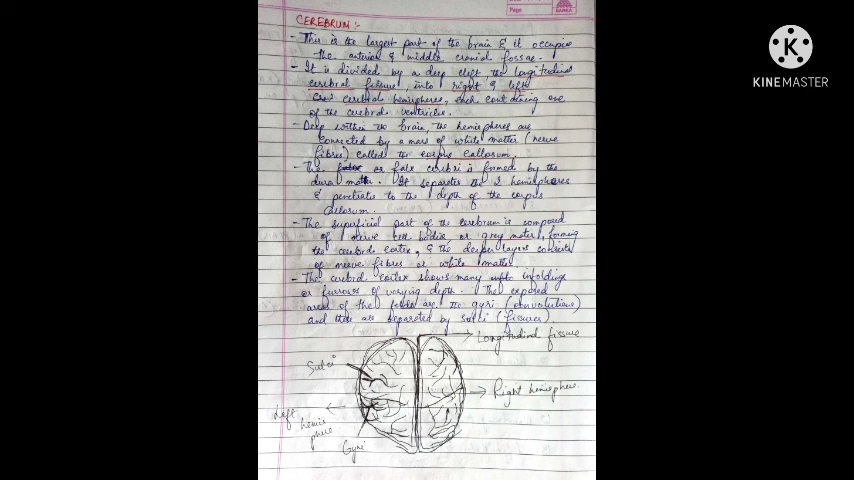 Page
K
KINEMASTER
CEREBRUM :-
- This is the largest part of the brain & it occupies
the anterior & middle cranial fossae.
- It is divided by a deep cleft, the longitudinal
cerebral fissure, into right & left
cerebral hemispheres, each containing one
of the cerebral ventricles.
- Deep within the brain, the hemispheres are
connected by a mass of white matter (nerve
fibres) called the corpus callosum.
- The or falx cerebri is formed by the
dura matter. It separates the 2 hemispheres
& penetrates to the depth of the corpus
callosum.
- The superficial part of the cerebrum is composed
of nerve cell bodies or grey matter, forming
the cerebral cortex, & the deeper layers consists
of nerve fibres or white matter
- The cerebral cortex shows many infoldings
or furrows of varying depth. The exposed
areas of the folds are the gyri (convolutions)
and these are separated by sulci (fissures).
Longitudinal fissure
Sulci
Right hemisphere.
Left
hemis
phere
Gyri